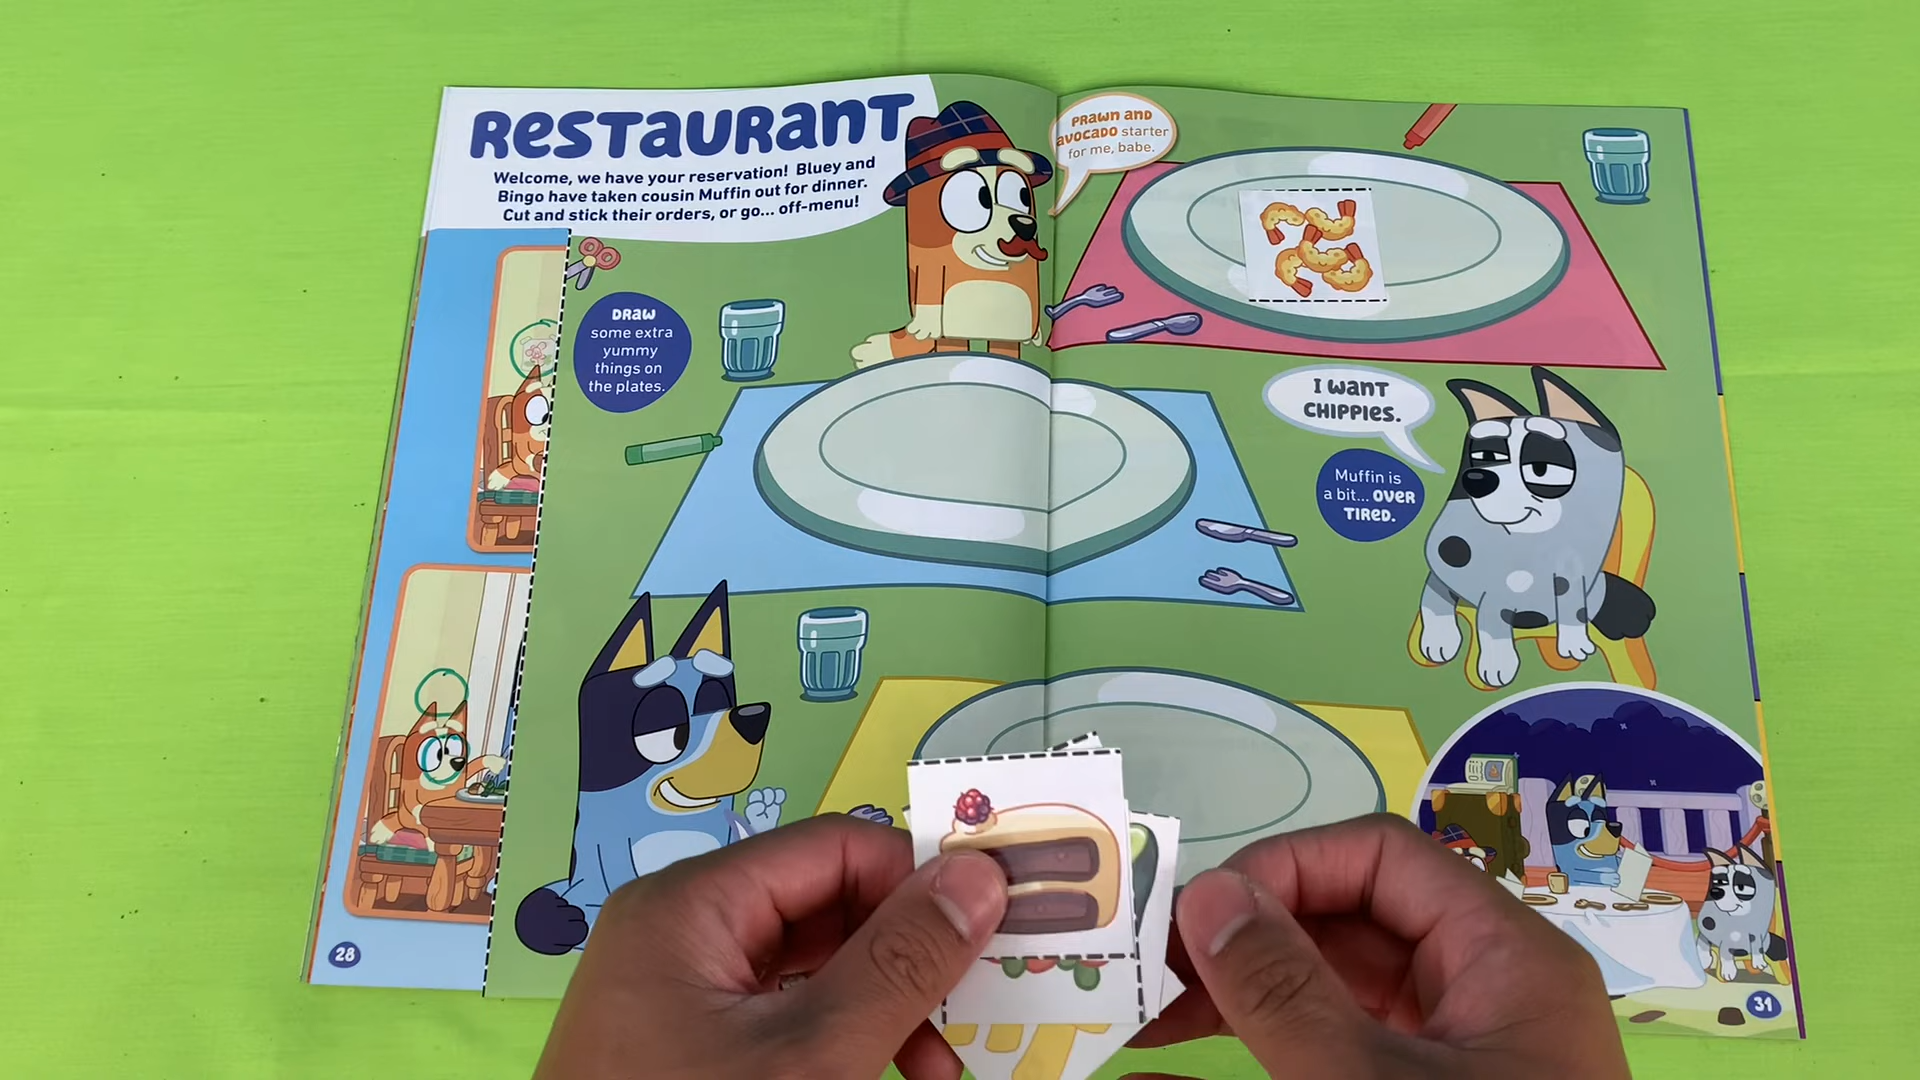 RESTAURANT
Welcome, we have your reservation! Bluey and
Bingo have taken cousin Muffin out for dinner.
Cut and stick their orders, or go... off-menu!
PRAWN AND
AVOCADO starter
for me, babe.
DRAW
some extra
yummy
things on
the plates.
I WANT
CHIPPIES.
Muffin is
a bit... OVER
TIRED.
28
31